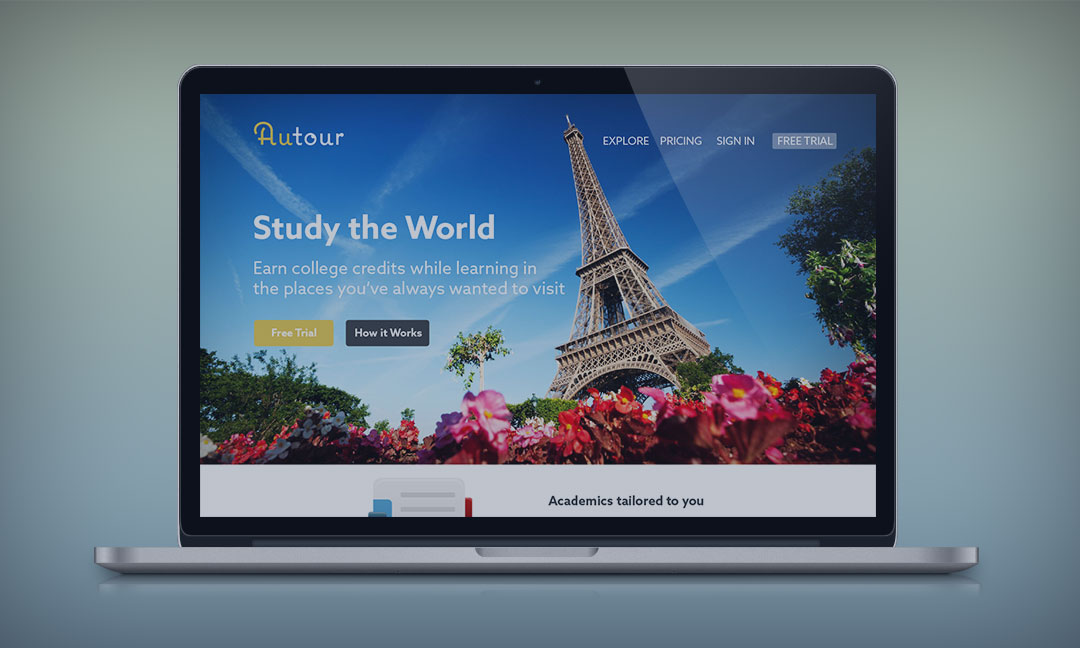 Autour
EXPLORE PRICING SIGN IN FREE TRIAL
Study the World
Earn college credits while learning in
the places you've always wanted to visit
Free Trial How it Works
Academics tailored to you